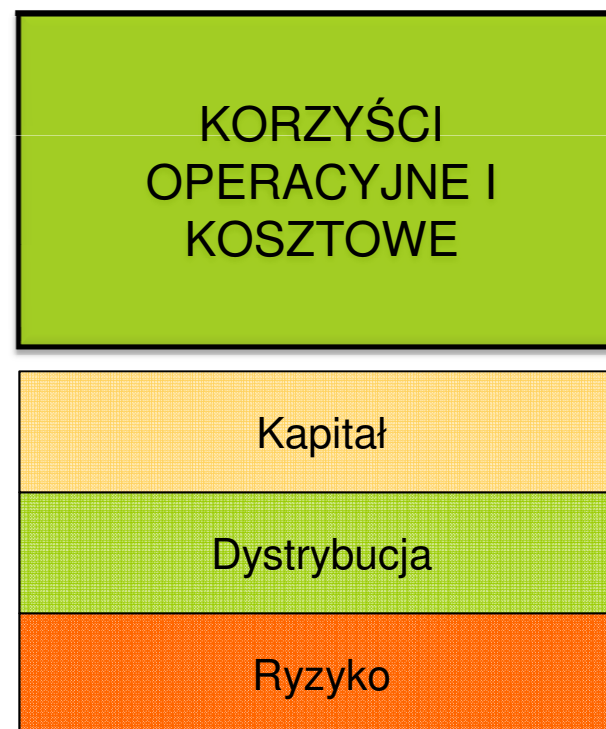 KORZYŚCI
OPERACYJNE I
KOSZTOWE
Kapitał
Dystrybucja
Ryzyko